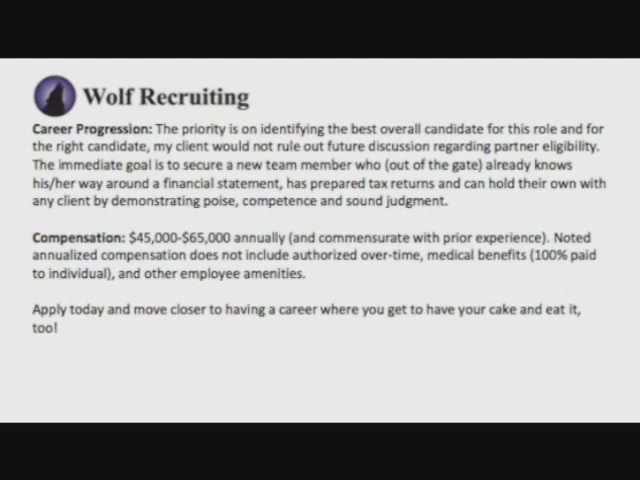 Wolf Recruiting
Career Progression: The priority is on identifying the best overall candidate for this role and for
the right candidate, my client would not rule out future discussion regarding partner eligibility.
The immediate goal is to secure a new team member who (out of the gate) already knows
his/her way around a financial statement, has prepared tax returns and can hold their own with
any client by demonstrating poise, competence and sound judgment.
Compensation: $45,000-$65,000 annually (and commensurate with prior experience). Noted
annualized compensation does not include authorized over-time, medical benefits (100% paid
to individual), and other employee amenities.
Apply today and move closer to having a career where you get to have your cake and eat it,
too!